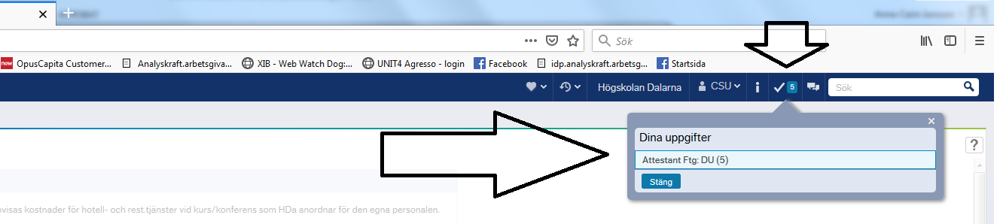 Sök
now OpusCapita Customer... Analyskraft.arbetsgiva... XIB - Web Watch Dog:... UNIT4 Agresso - login Facebook idp.analyskraft.arbetsg... Startsida
Högskolan Dalarna CSU 5 Sök
Dina uppgifter
?
Attestant Ftg: DU (5)
Stäng
ovisas kostnader för hotell- och rest.tjänster vid kurs/konferens som HDa anordnar för den egna personalen.